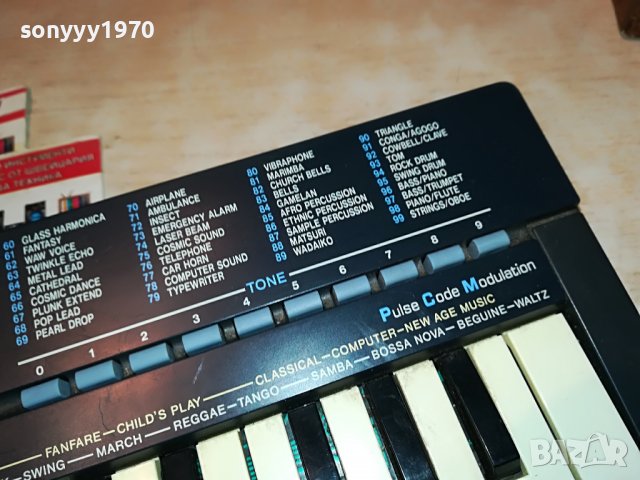 sonyyy1970
ИНСТРУМЕНТИ
С ОТ ШВЕЙЦАРИЯ
ТЕХНИКА
60 GLASS HARMONICA
61 FANTASY
62 WAW VOICE
63 TWINKLE ECHO
64 METAL LEAD
65 CATHEDRAL
66 COSMIC DANCE
67 PLUNK EXTEND
68 POP LEAD
69 PEARL DROP
70 AIRPLANE
71 AMBULANCE
72 INSECT
73 EMERGENCY ALARM
74 LASER BEAM
75 COSMIC SOUND
76 TELEPHONE
77 CAR HORN
78 COMPUTER SOUND
79 TYPEWRITER
80 VIBRAPHONE
81 MARIMBA
82 CHURCH BELLS
83 BELLS
84 GAMELAN
85 AFRO PERCUSSION
86 ETHNIC PERCUSSION
87 SAMPLE PERCUSSION
88 MATSURI
89 WADAIKO
90 TRIANGLE
91 CONGA/AGOGO
92 COWBELL/CLAVE
93 TOM
94 ROCK DRUM
95 SWING DRUM
96 BASS/PIANO
97 BASS/TRUMPET
98 PIANO/FLUTE
99 STRINGS/OBOE
TONE
0 1 2 3 4 5 6 7 8 9
Pulse Code Modulation
FANFARE CHILD'S PLAY CLASSICAL COMPUTER NEW AGE MUSIC
SWING MARCH REGGAE TANGO SAMBA BOSSA NOVA BEGUINE WALTZ
BAZAR